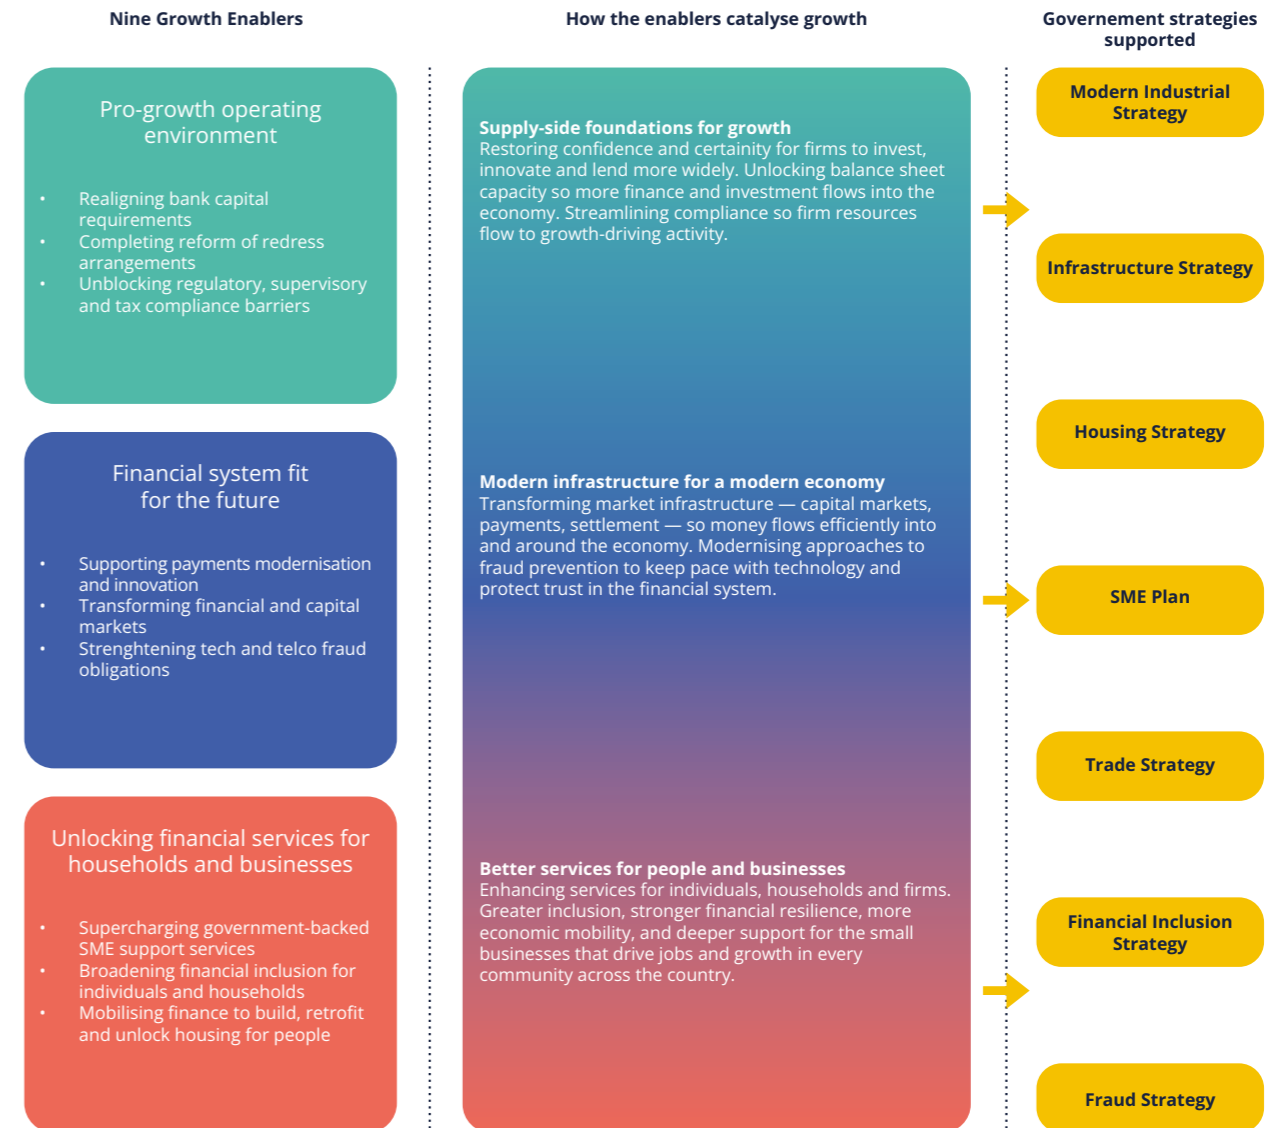 Nine Growth Enablers
Pro-growth operating
environment
• Realigning bank capital
requirements
• Completing reform of redress
arrangements
• Unblocking regulatory, supervisory
and tax compliance barriers
Financial system fit
for the future
• Supporting payments modernisation
and innovation
• Transforming financial and capital
markets
• Strenghtening tech and telco fraud
obligations
Unlocking financial services for
households and businesses
• Supercharging government-backed
SME support services
• Broadening financial inclusion for
individuals and households
• Mobilising finance to build, retrofit
and unlock housing for people
How the enablers catalyse growth
Supply-side foundations for growth
Restoring confidence and certainity for firms to invest,
innovate and lend more widely. Unlocking balance sheet
capacity so more finance and investment flows into the
economy. Streamlining compliance so firm resources
flow to growth-driving activity.
Modern infrastructure for a modern economy
Transforming market infrastructure — capital markets,
payments, settlement — so money flows efficiently into
and around the economy. Modernising approaches to
fraud prevention to keep pace with technology and
protect trust in the financial system.
Better services for people and businesses
Enhancing services for individuals, households and firms.
Greater inclusion, stronger financial resilience, more
economic mobility, and deeper support for the small
businesses that drive jobs and growth in every
community across the country.
Governement strategies
supported
Modern Industrial
Strategy
Infrastructure Strategy
Housing Strategy
SME Plan
Trade Strategy
Financial Inclusion
Strategy
Fraud Strategy